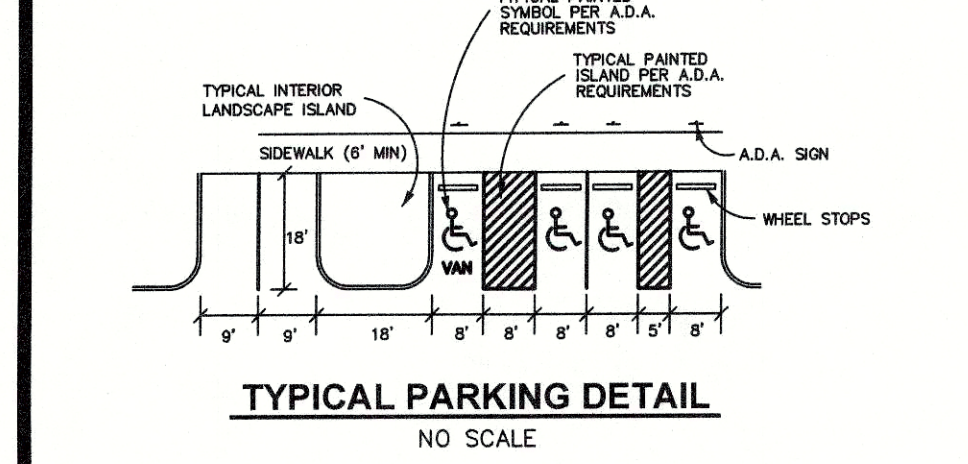 SYMBOL PER A.D.A.
REQUIREMENTS
TYPICAL PAINTED
ISLAND PER A.D.A.
REQUIREMENTS
TYPICAL INTERIOR
LANDSCAPE ISLAND
SIDEWALK (6' MIN)
A.D.A. SIGN
WHEEL STOPS
18'
VAN
9'
9'
18'
8'
8'
8'
8'
5'
8'
TYPICAL PARKING DETAIL
NO SCALE